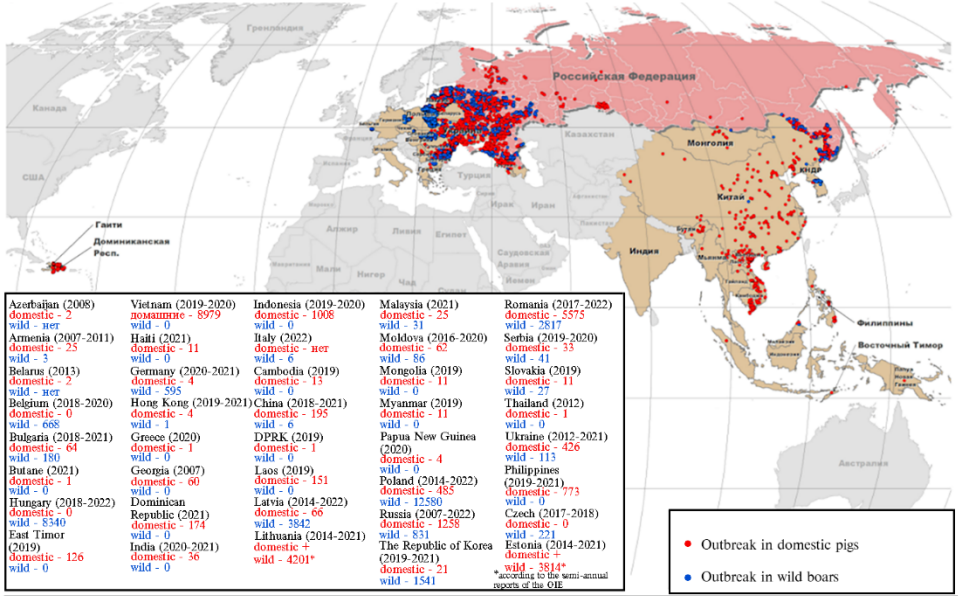 Гренландия
Канада
США
Российская Федерация
Казахстан
Монголия
КНДР
Китай
Турция
Ирак
Иран
Алжир
Ливия
Египет
Саудовская
Аравия
Мали
Нигер
Чад
Индия
Бутан
Мьянма
Гаити
Доминиканская
Респ.
Филиппины
Восточный Тимор
Австралия
Azerbaijan (2008)
domestic - 2
wild - нет
Armenia (2007-2011)
domestic - 25
wild - 3
Belarus (2013)
domestic - 2
wild - нет
Belgium (2018-2020)
domestic - 0
wild - 668
Bulgaria (2018-2021)
domestic - 64
wild - 180
Butane (2021)
domestic - 1
wild - 0
Hungary (2018-2022)
domestic - 0
wild - 8340
East Timor
(2019)
domestic - 126
wild - 0
Vietnam (2019-2020)
домашние - 8979
wild - 0
Haiti (2021)
domestic - 11
wild - 0
Germany (2020-2021)
domestic - 4
wild - 595
Hong Kong (2019-2021)
domestic - 4
wild - 1
Greece (2020)
domestic - 1
wild - 0
Georgia (2007)
domestic - 60
wild - 0
Dominican
Republic (2021)
domestic - 174
wild - 0
India (2020-2021)
domestic - 36
wild - 0
Indonesia (2019-2020)
domestic - 1008
wild - 0
Italy (2022)
domestic - нет
wild - 6
Cambodia (2019)
domestic - 13
wild - 0
China (2018-2021)
domestic - 195
wild - 6
DPRK (2019)
domestic - 1
wild - 0
Laos (2019)
domestic - 151
wild - 0
Latvia (2014-2022)
domestic - 66
wild - 3842
Lithuania (2014-2021)
domestic +
wild - 4201*
Malaysia (2021)
domestic - 25
wild - 31
Moldova (2016-2020)
domestic - 62
wild - 86
Mongolia (2019)
domestic - 11
wild - 0
Myanmar (2019)
domestic - 11
wild - 0
Papua New Guinea
(2020)
domestic - 4
wild - 0
Poland (2014-2022)
domestic - 485
wild - 12580
Russia (2007-2022)
domestic - 1258
wild - 831
The Republic of Korea
(2019-2021)
domestic - 21
wild - 1541
Romania (2017-2022)
domestic - 5575
wild - 2817
Serbia (2019-2020)
domestic - 33
wild - 41
Slovakia (2019)
domestic - 11
wild - 27
Thailand (2012)
domestic - 1
wild - 0
Ukraine (2012-2021)
domestic - 426
wild - 113
Philippines
(2019-2021)
domestic - 773
wild - 0
Czech (2017-2018)
domestic - 0
wild - 221
Estonia (2014-2021)
domestic +
wild - 3814*
*according to the semi-annual
reports of the OIE
Outbreak in domestic pigs
Outbreak in wild boars